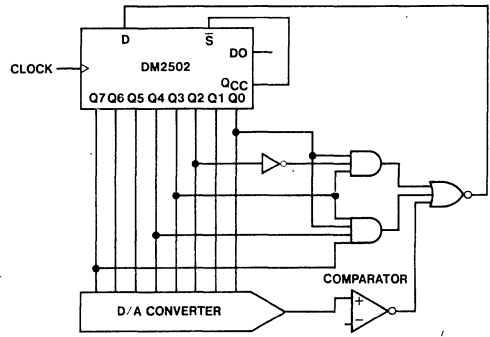 D
S̅
DM2502
DO
CLOCK
QCC
Q7 Q6 Q5 Q4 Q3 Q2 Q1 Q0
COMPARATOR
D/A CONVERTER
+
−